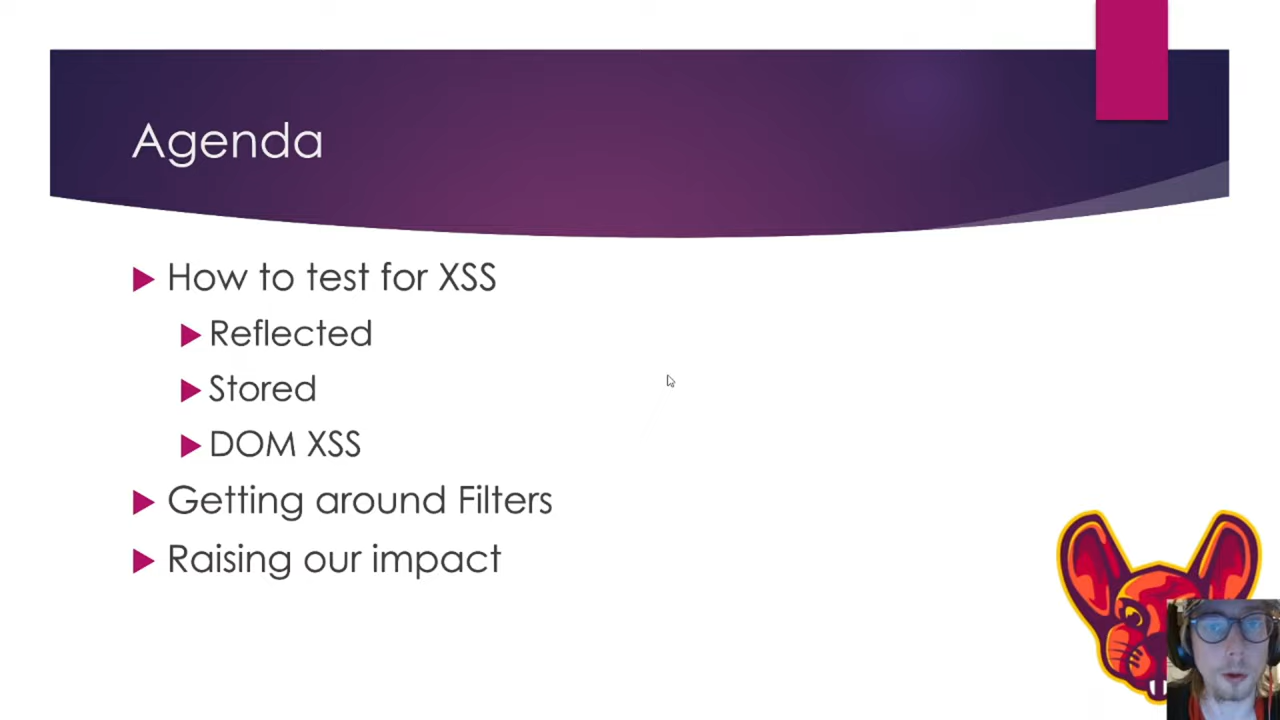 Agenda
How to test for XSS
Reflected
Stored
DOM XSS
Getting around Filters
Raising our impact